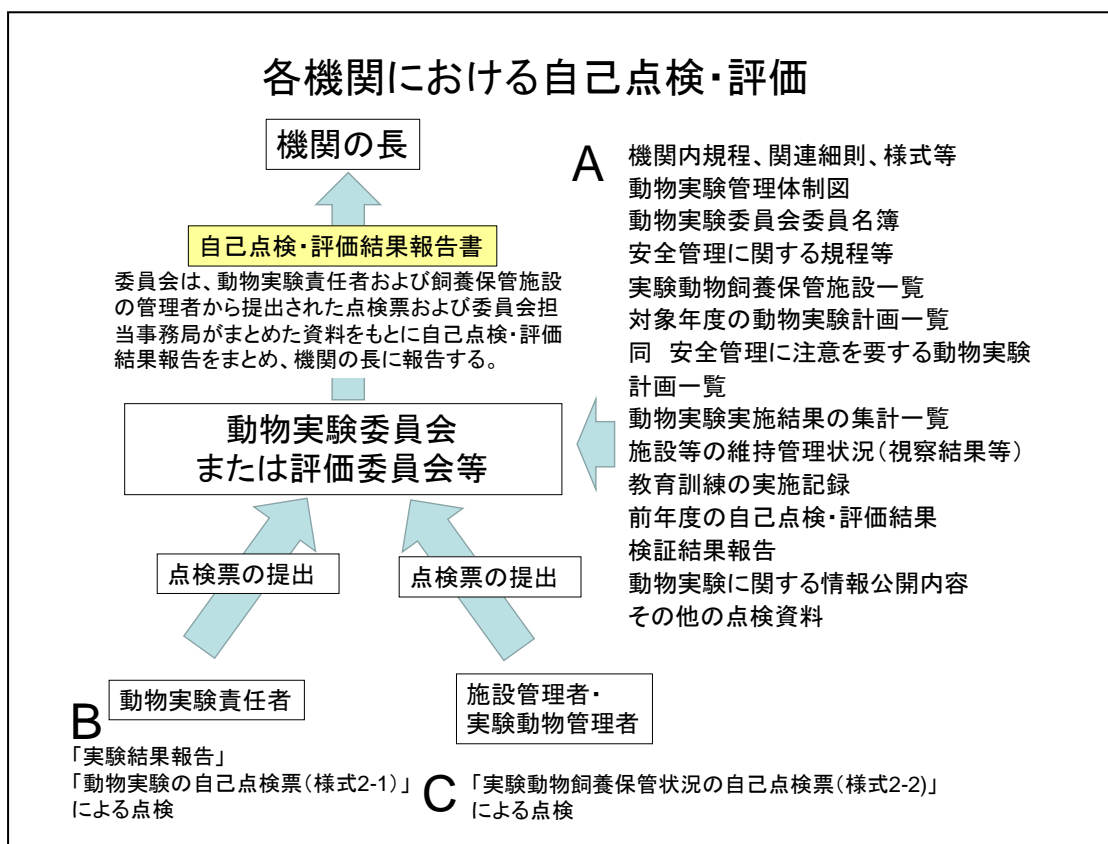 各機関における自己点検・評価
機関の長
自己点検・評価結果報告書
委員会は、動物実験責任者および飼養保管施設
の管理者から提出された点検票および委員会担
当事務局がまとめた資料をもとに自己点検・評価
結果報告をまとめ、機関の長に報告する。
動物実験委員会
または評価委員会等
点検票の提出
点検票の提出
動物実験責任者
施設管理者・
実験動物管理者
B
「実験結果報告」
「動物実験の自己点検票(様式2-1)」
による点検
C
「実験動物飼養保管状況の自己点検票(様式2-2)」
による点検
A
機関内規程、関連細則、様式等
動物実験管理体制図
動物実験委員会委員名簿
安全管理に関する規程等
実験動物飼養保管施設一覧
対象年度の動物実験計画一覧
同　安全管理に注意を要する動物実験
計画一覧
動物実験実施結果の集計一覧
施設等の維持管理状況(視察結果等)
教育訓練の実施記録
前年度の自己点検・評価結果
検証結果報告
動物実験に関する情報公開内容
その他の点検資料